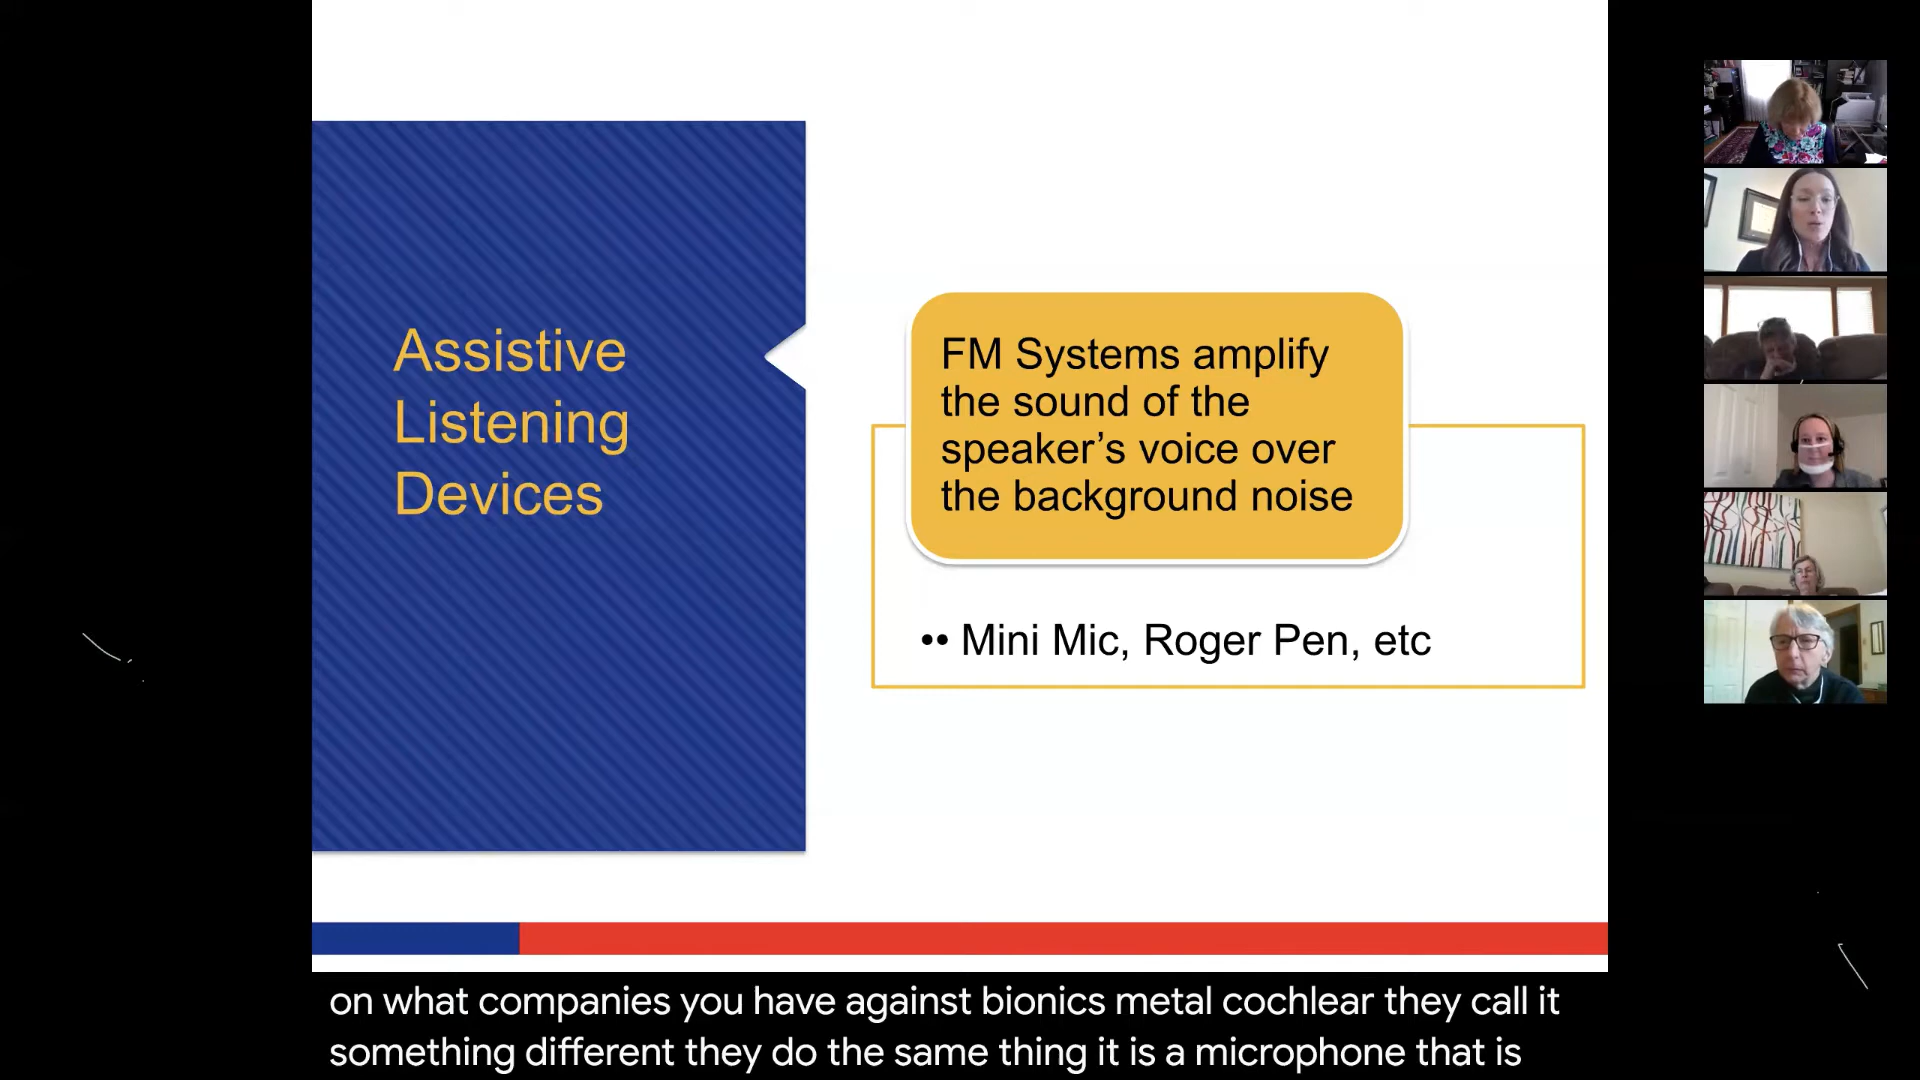 Assistive
Listening
Devices
FM Systems amplify
the sound of the
speaker’s voice over
the background noise
•• Mini Mic, Roger Pen, etc
on what companies you have against bionics metal cochlear they call it
something different they do the same thing it is a microphone that is